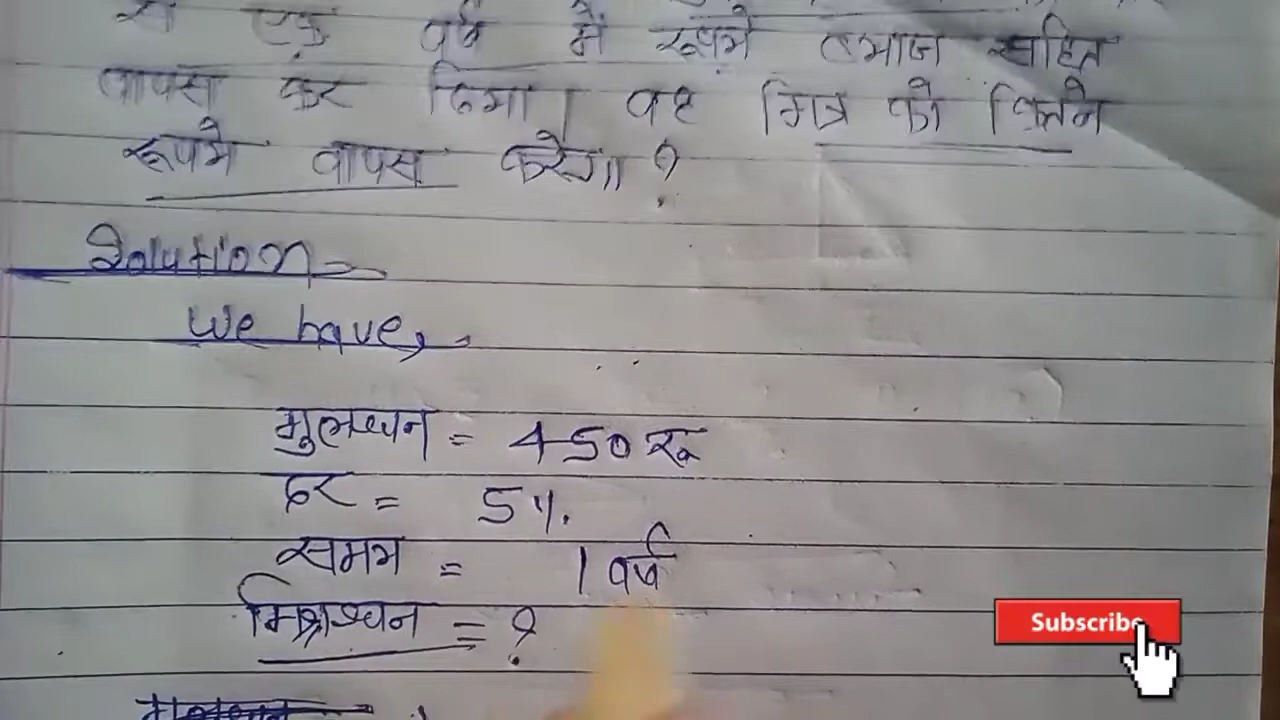 एक वर्ष में रूपये ब्याज सहित
वापस कर दिया। वह मित्र को कितने
रूपये वापस करेगा ?
Solution -
We have,
मुलधन = 450 रू
दर = 5%.
समय = 1 वर्ष
मिश्रधन = ?
Subscribe